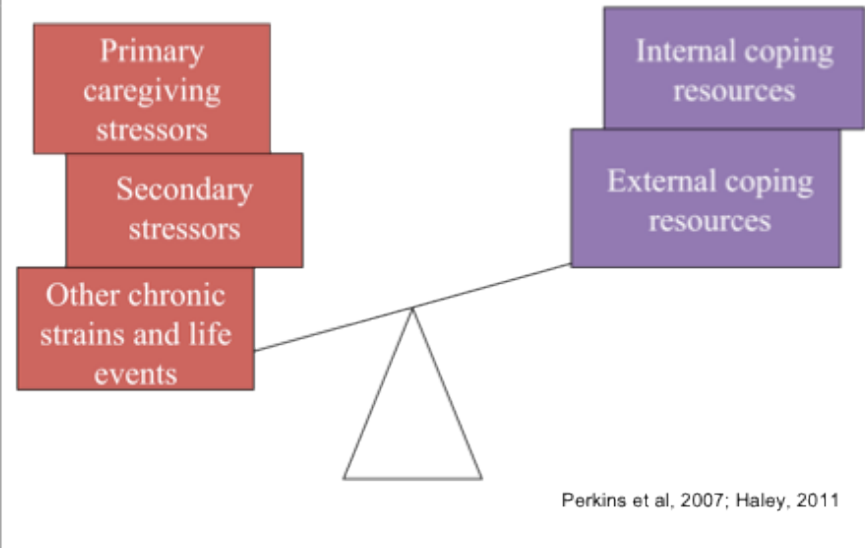 Primary
caregiving
stressors
Secondary
stressors
Other chronic
strains and life
events
Internal coping
resources
External coping
resources
Perkins et al, 2007; Haley, 2011